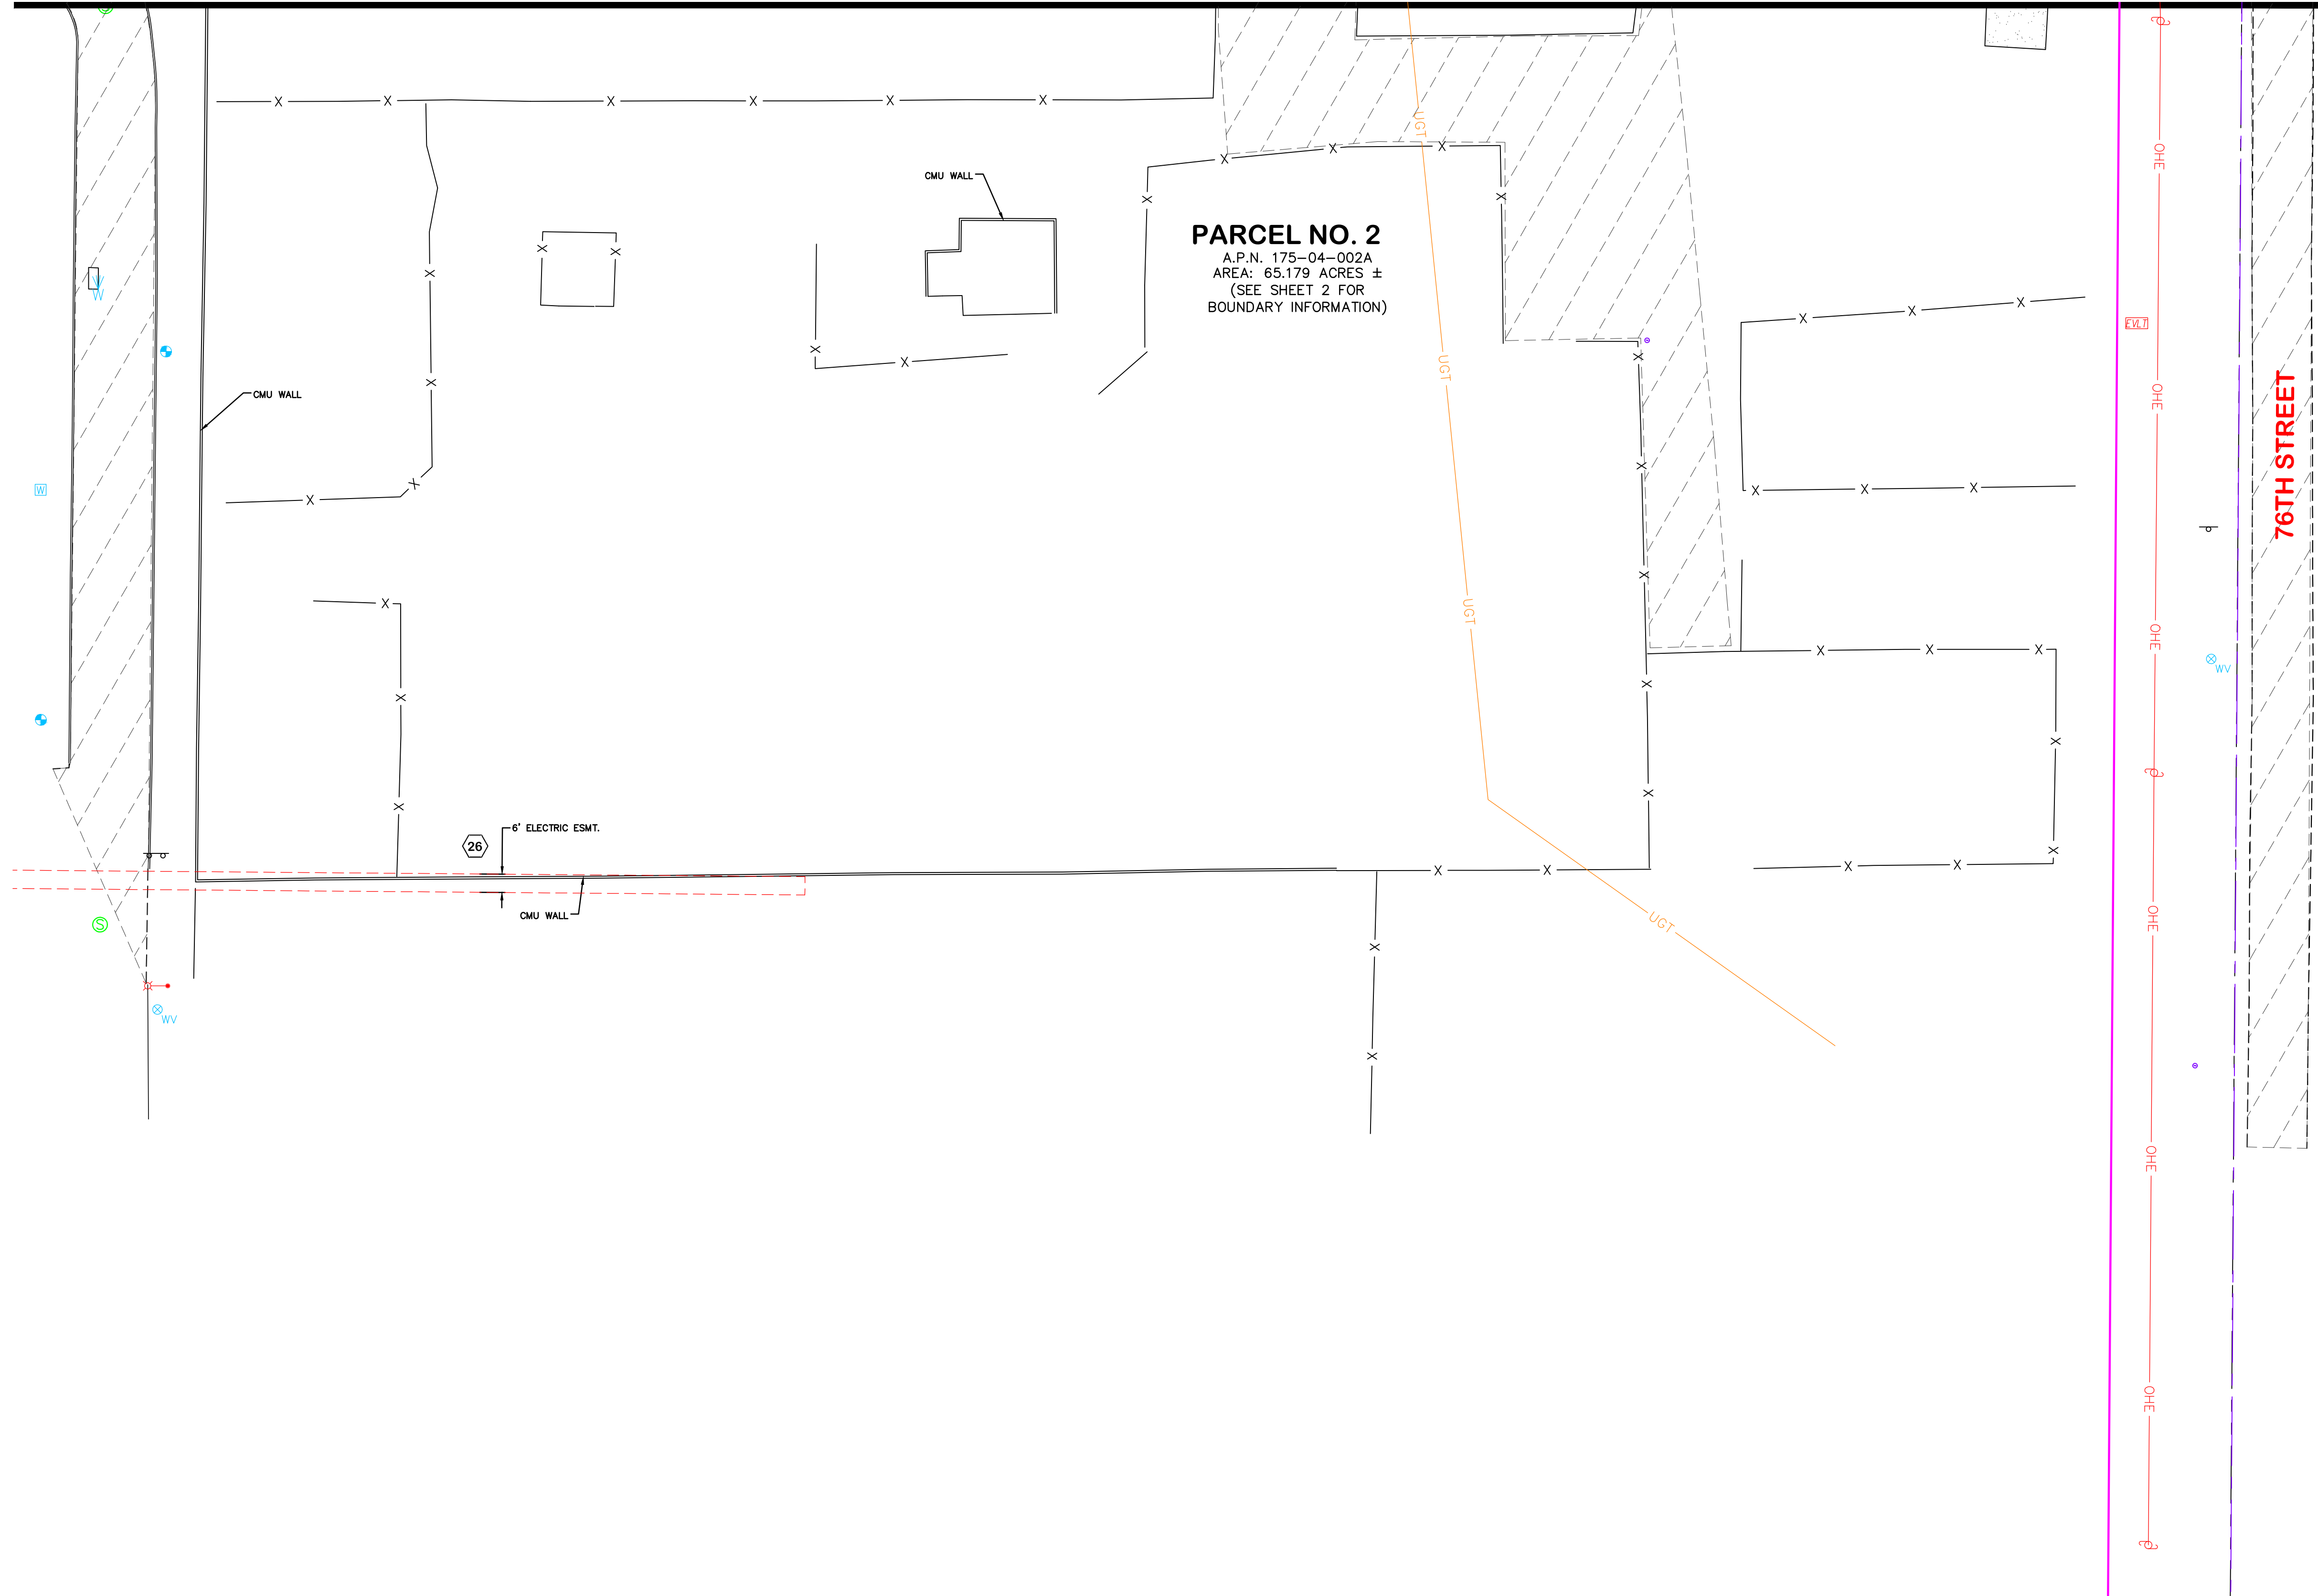 UGT
OHE
CMU WALL
PARCEL NO. 2
A.P.N. 175-04-002A
AREA: 65.179 ACRES ±
(SEE SHEET 2 FOR
BOUNDARY INFORMATION)
W
W
EVLT
UGT
OHE
CMU WALL
76TH STREET
W
UGT
OHE
WV
26
6' ELECTRIC ESMT.
CMU WALL
S
UGT
OHE
WV
OHE
OHE